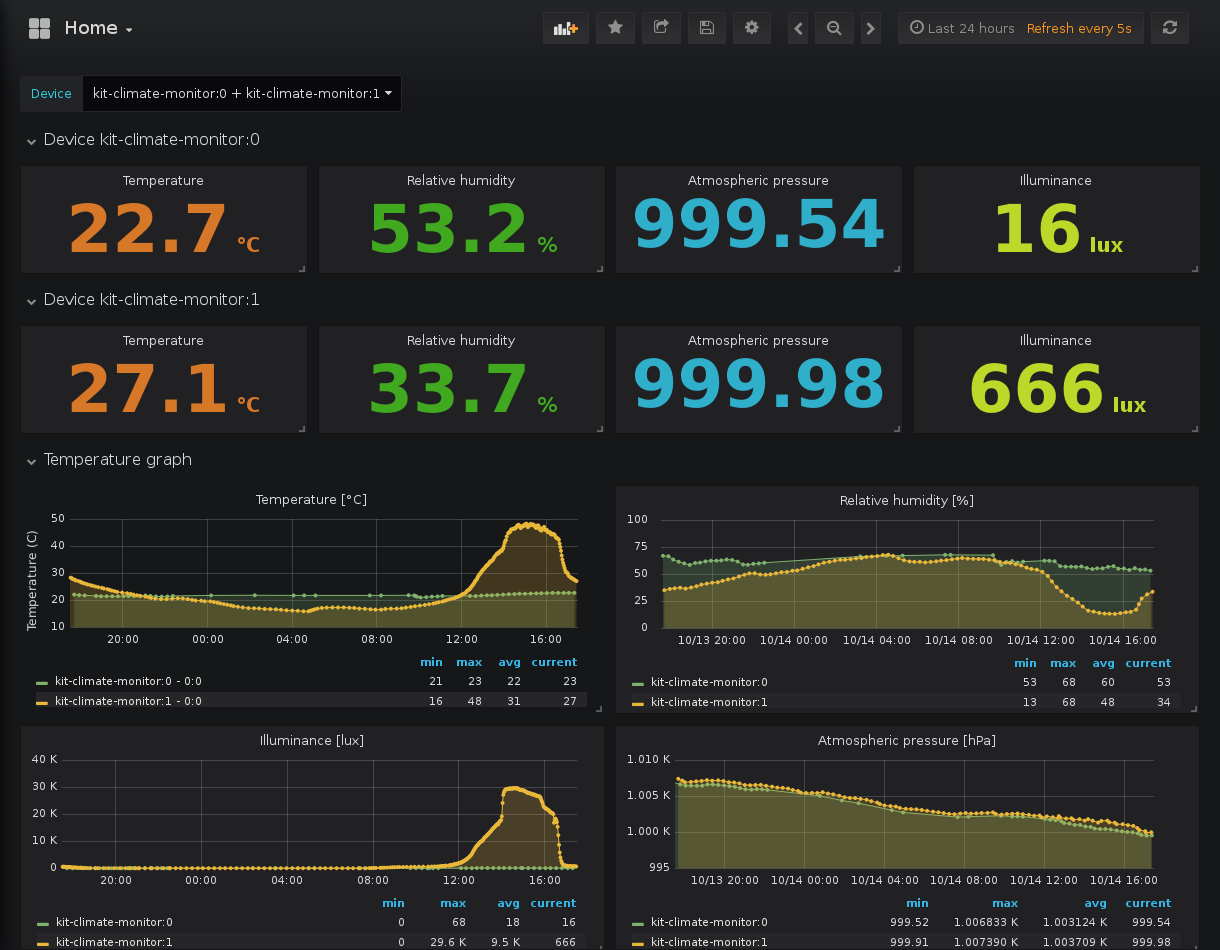 Home
Last 24 hours Refresh every 5s
Device kit-climate-monitor:0 + kit-climate-monitor:1
Device kit-climate-monitor:0
Temperature Relative humidity Atmospheric pressure Illuminance
22.7 °C 53.2 % 999.54 16 lux
Device kit-climate-monitor:1
Temperature Relative humidity Atmospheric pressure Illuminance
27.1 °C 33.7 % 999.98 666 lux
Temperature graph
Temperature [°C]
Temperature (C)
50
40
30
20
10
20:00 00:00 04:00 08:00 12:00 16:00
min max avg current
kit-climate-monitor:0 - 0:0 21 23 22 23
kit-climate-monitor:1 - 0:0 16 48 31 27
Relative humidity [%]
100
75
50
25
0
10/13 20:00 10/14 00:00 10/14 04:00 10/14 08:00 10/14 12:00 10/14 16:00
min max avg current
kit-climate-monitor:0 53 68 60 53
kit-climate-monitor:1 13 68 48 34
Illuminance [lux]
40 K
30 K
20 K
10 K
0
20:00 00:00 04:00 08:00 12:00 16:00
min max avg current
kit-climate-monitor:0 0 68 18 16
kit-climate-monitor:1 0 29.6 K 9.5 K 666
Atmospheric pressure [hPa]
1.010 K
1.005 K
1.000 K
995
10/13 20:00 10/14 00:00 10/14 04:00 10/14 08:00 10/14 12:00 10/14 16:00
min max avg current
kit-climate-monitor:0 999.52 1.006833 K 1.003124 K 999.54
kit-climate-monitor:1 999.91 1.007390 K 1.003709 K 999.98